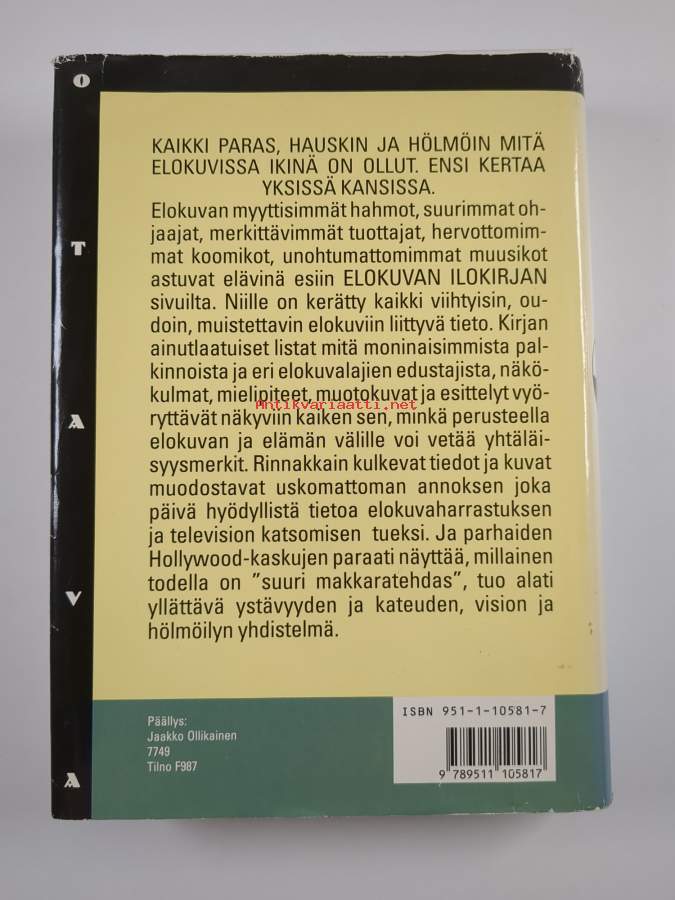 OTAVA
KAIKKI PARAS, HAUSKIN JA HÖLMÖIN MITÄ
ELOKUVISSA IKINÄ ON OLLUT. ENSI KERTAA
YKSISSÄ KANSISSA.
Elokuvan myyttisimmät hahmot, suurimmat oh-
jaajat, merkittävimmät tuottajat, hervottomim-
mat koomikot, unohtumattomimmat muusikot
astuvat elävinä esiin ELOKUVAN ILOKIRJAN
sivuilta. Niille on kerätty kaikki viihtyisin, ou-
doin, muistettavin elokuviin liittyvä tieto. Kirjan
ainutlaatuiset listat mitä moninaisimmista pal-
kinnoista ja eri elokuvalajien edustajista, näkö-
kulmat, mielipiteet, muotokuvat ja esittelyt vyö-
Antikvariaatti.net
ryttävät näkyviin kaiken sen, minkä perusteella
elokuvan ja elämän välille voi vetää yhtäläi-
syysmerkit. Rinnakkain kulkevat tiedot ja kuvat
muodostavat uskomattoman annoksen joka
päivä hyödyllistä tietoa elokuvaharrastuksen
ja television katsomisen tueksi. Ja parhaiden
Hollywood-kaskujen paraati näyttää, millainen
todella on ”suuri makkaratehdas”, tuo alati
yllättävä ystävyyden ja kateuden, vision ja
hölmöilyn yhdistelmä.
Päällys:
Jaakko Ollikainen
7749
Tilno F987
ISBN 951-1-10581-7
9 789511 105817